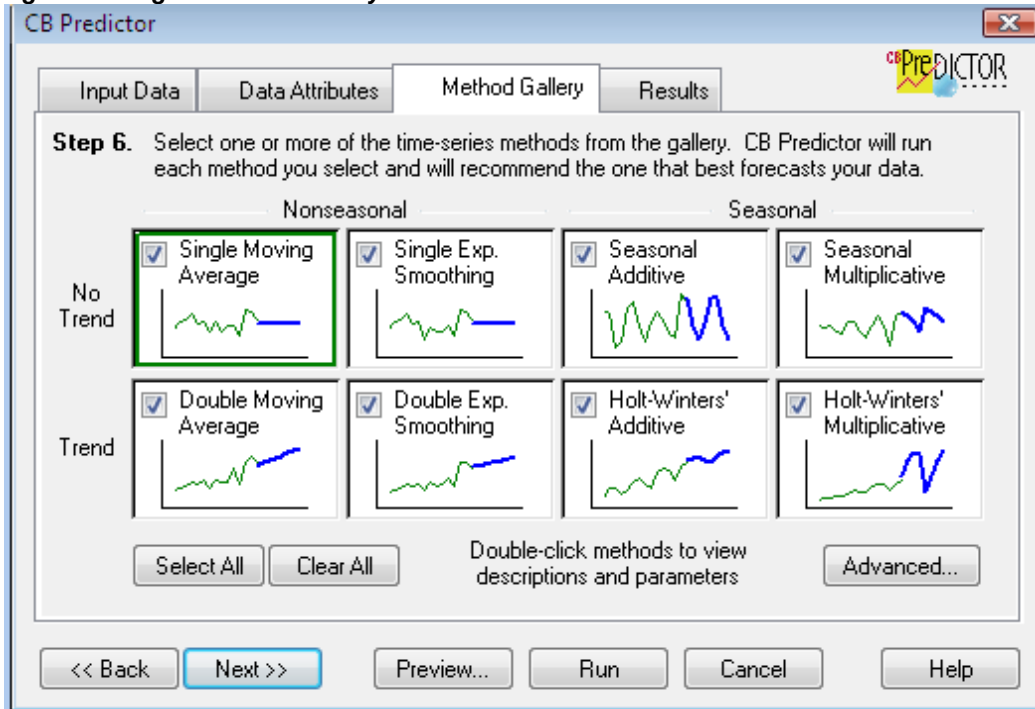 CB Predictor
CB PreDICTOR
Input Data Data Attributes Method Gallery Results
Step 6. Select one or more of the time-series methods from the gallery. CB Predictor will run
each method you select and will recommend the one that best forecasts your data.
Nonseasonal Seasonal
No
Trend
Single Moving
Average
Single Exp.
Smoothing
Seasonal
Additive
Seasonal
Multiplicative
Trend
Double Moving
Average
Double Exp.
Smoothing
Holt-Winters'
Additive
Holt-Winters'
Multiplicative
Select All Clear All
Double-click methods to view
descriptions and parameters
Advanced...
<< Back Next >> Preview... Run Cancel Help